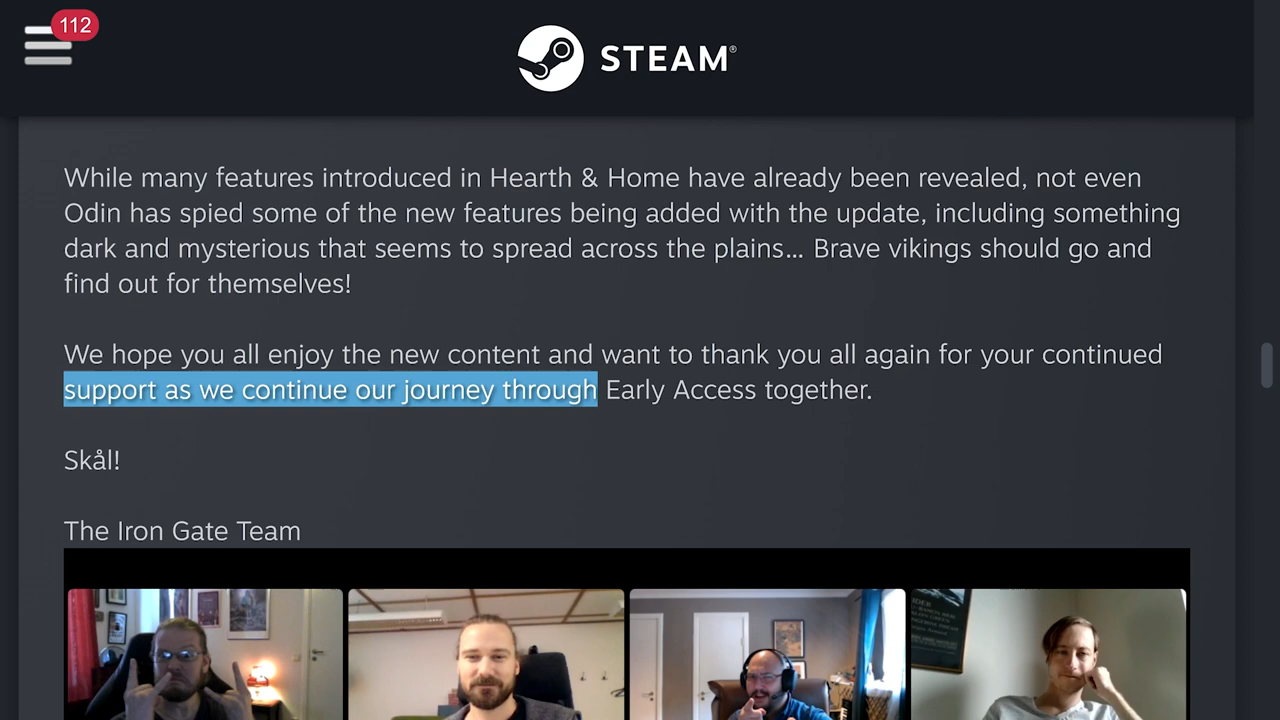 112
STEAM®
While many features introduced in Hearth & Home have already been revealed, not even
Odin has spied some of the new features being added with the update, including something
dark and mysterious that seems to spread across the plains... Brave vikings should go and
find out for themselves!
We hope you all enjoy the new content and want to thank you all again for your continued
support as we continue our journey through Early Access together.
Skål!
The Iron Gate Team